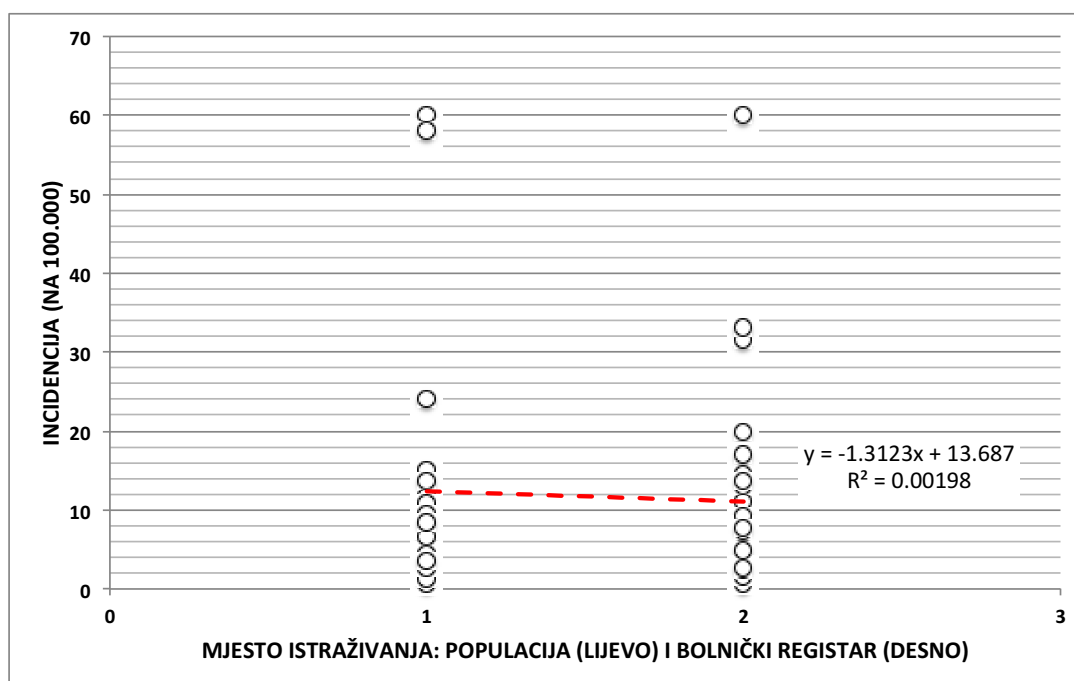 INCIDENCIJA (NA 100.000)
70
60
50
40
30
20
10
0
y = -1.3123x + 13.687
R² = 0.00198
0 1 2 3
MJESTO ISTRAŽIVANJA: POPULACIJA (LIJEVO) I BOLNIČKI REGISTAR (DESNO)